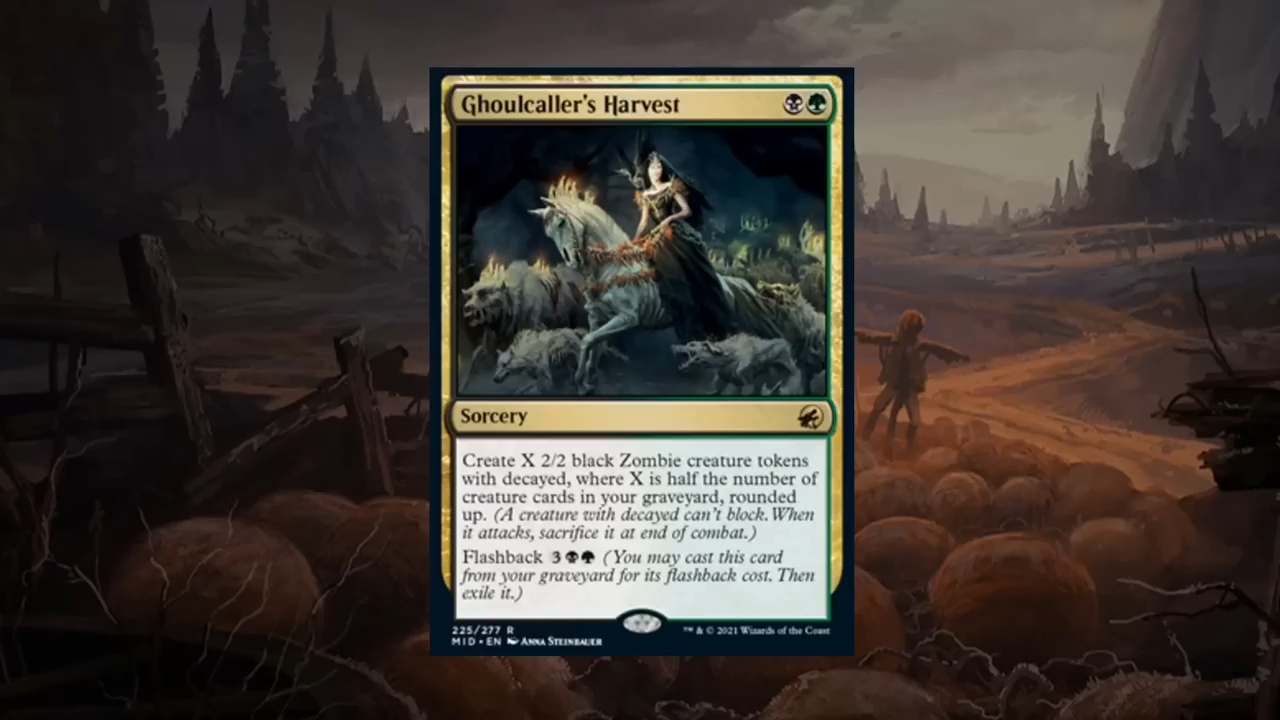 Ghoulcaller's Harvest
Sorcery
Create X 2/2 black Zombie creature tokens
with decayed, where X is half the number of
creature cards in your graveyard, rounded
up. (A creature with decayed can't block. When
it attacks, sacrifice it at end of combat.)
Flashback 3 (You may cast this card
from your graveyard for its flashback cost. Then
exile it.)
225/277 R
MID • EN Anna Steinbauer
™ & © 2021 Wizards of the Coast